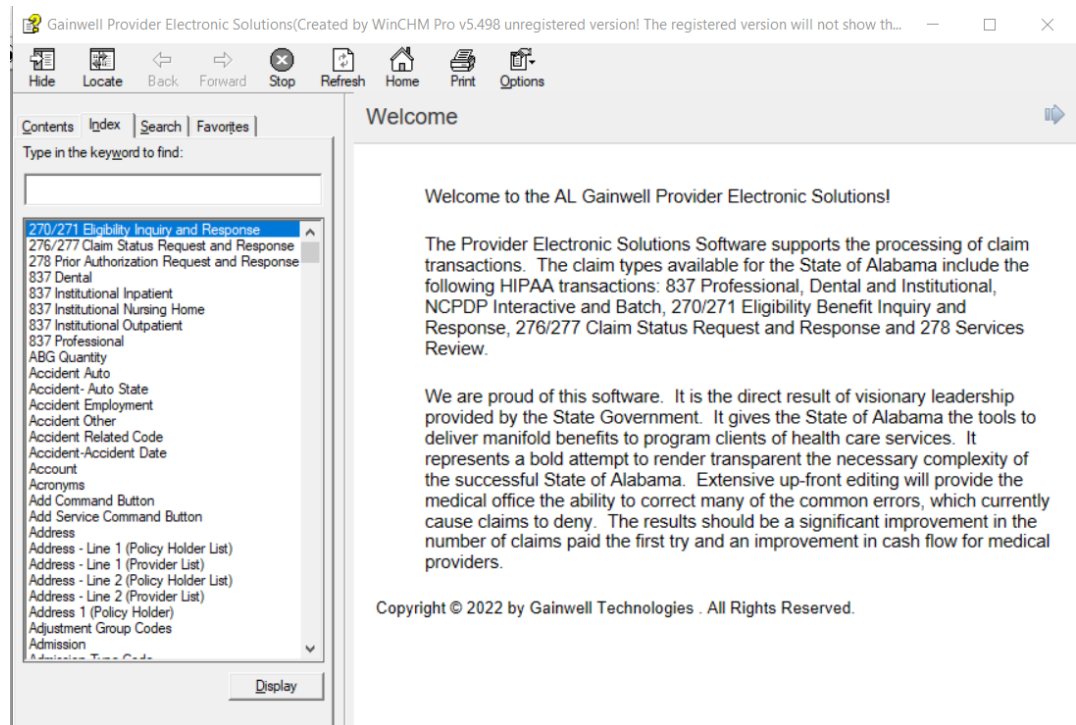 Gainwell Provider Electronic Solutions(Created by WinCHM Pro v5.498 unregistered version! The registered version will not show th...
Hide Locate Back Forward Stop Refresh Home Print Options
Contents Index Search Favorites
Type in the keyword to find:
270/271 Eligibility Inquiry and Response
276/277 Claim Status Request and Response
278 Prior Authorization Request and Response
837 Dental
837 Institutional Inpatient
837 Institutional Nursing Home
837 Institutional Outpatient
837 Professional
ABG Quantity
Accident Auto
Accident- Auto State
Accident Employment
Accident Other
Accident Related Code
Accident-Accident Date
Account
Acronyms
Add Command Button
Add Service Command Button
Address
Address - Line 1 (Policy Holder List)
Address - Line 1 (Provider List)
Address - Line 2 (Policy Holder List)
Address - Line 2 (Provider List)
Address 1 (Policy Holder)
Adjustment Group Codes
Admission
Admission Type Code
Display
Welcome
Welcome to the AL Gainwell Provider Electronic Solutions!
The Provider Electronic Solutions Software supports the processing of claim
transactions. The claim types available for the State of Alabama include the
following HIPAA transactions: 837 Professional, Dental and Institutional,
NCPDP Interactive and Batch, 270/271 Eligibility Benefit Inquiry and
Response, 276/277 Claim Status Request and Response and 278 Services
Review.
We are proud of this software. It is the direct result of visionary leadership
provided by the State Government. It gives the State of Alabama the tools to
deliver manifold benefits to program clients of health care services. It
represents a bold attempt to render transparent the necessary complexity of
the successful State of Alabama. Extensive up-front editing will provide the
medical office the ability to correct many of the common errors, which currently
cause claims to deny. The results should be a significant improvement in the
number of claims paid the first try and an improvement in cash flow for medical
providers.
Copyright © 2022 by Gainwell Technologies . All Rights Reserved.